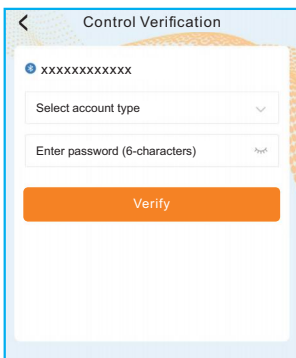 Control Verification
xxxxxxxxxxxx
Select account type
Enter password (6-characters)
Verify